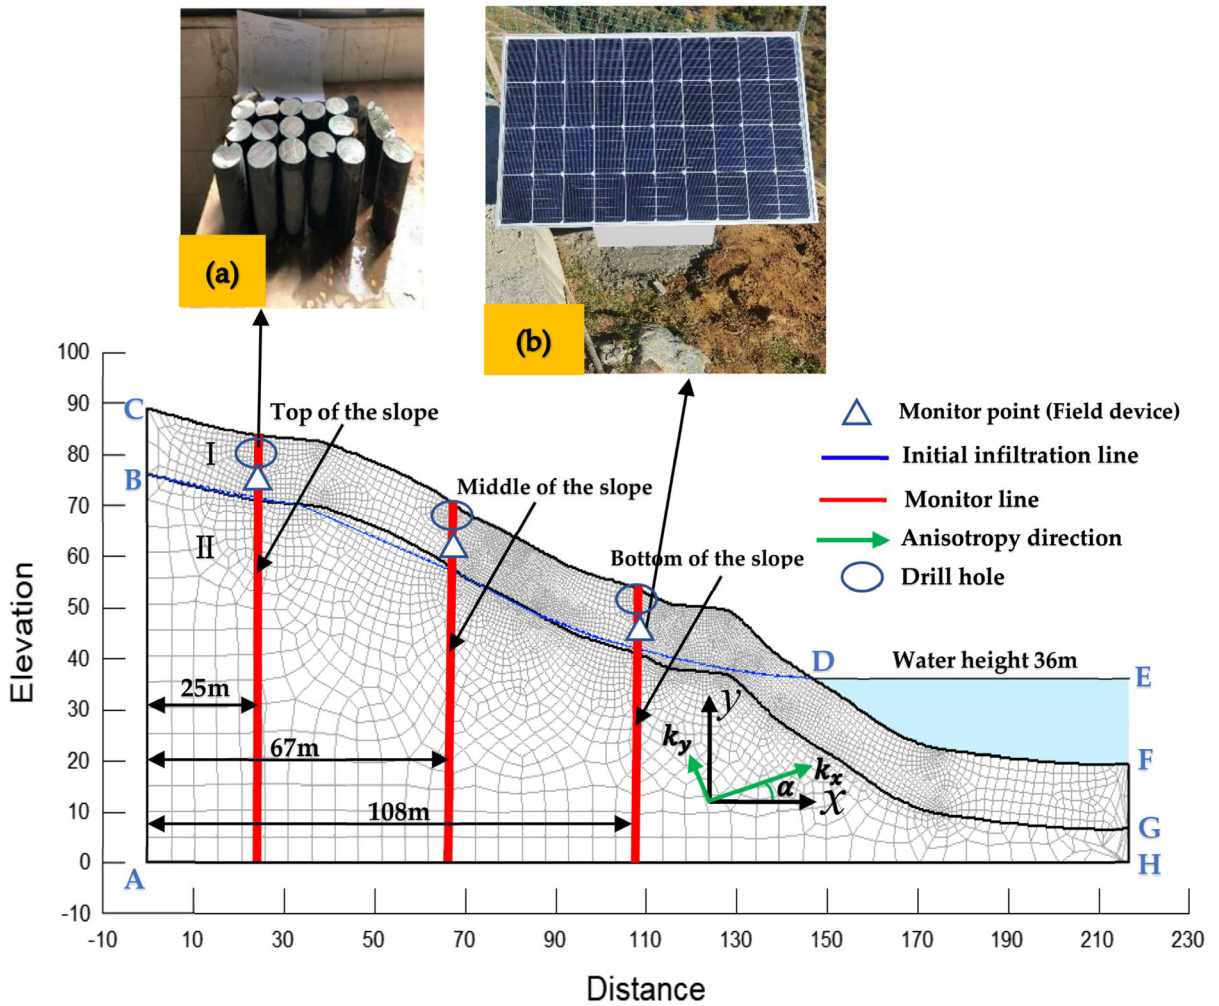 (a)
(b)
100
90
80
70
60
50
40
30
20
10
0
-10
Elevation
C
B
A
I
II
Top of the slope
Middle of the slope
Bottom of the slope
Monitor point (Field device)
Initial infiltration line
Monitor line
Anisotropy direction
Drill hole
D
Water height 36m
E
F
G
H
25m
67m
108m
y
k_y
k_x
α
x
-10
10
30
50
70
90
110
130
150
170
190
210
230
Distance